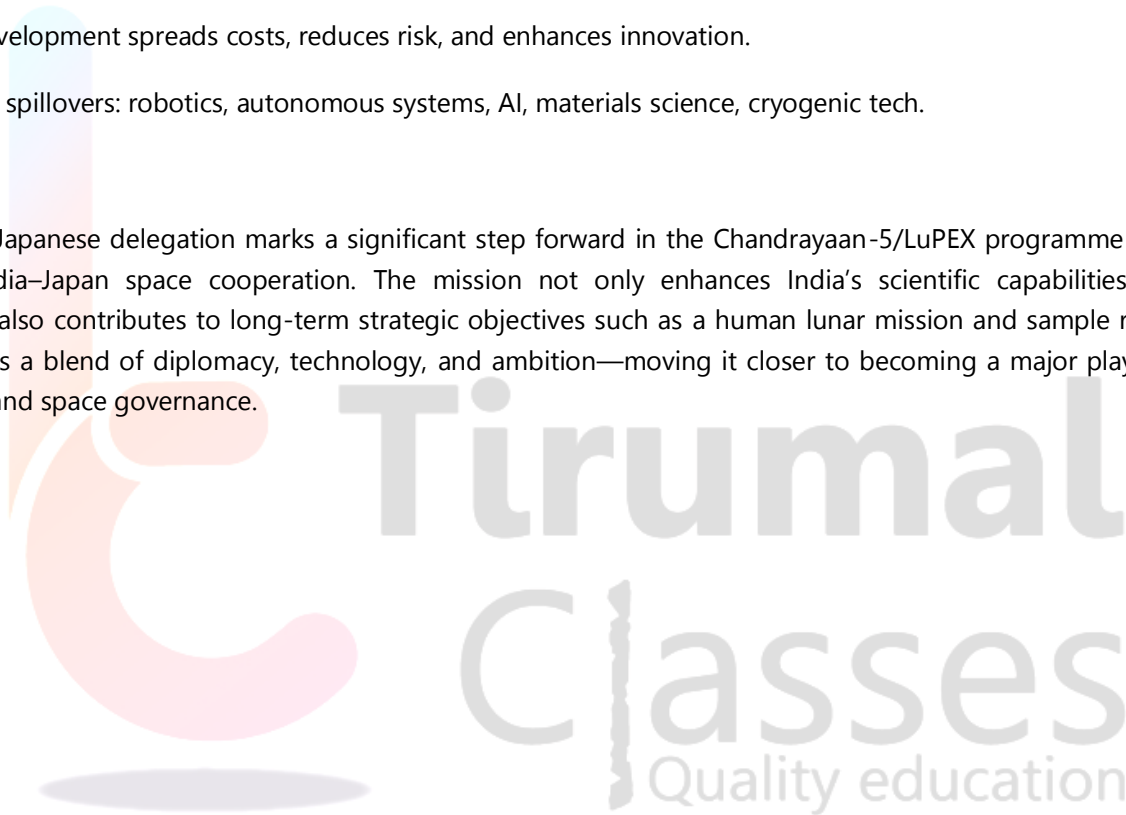 velopment spreads costs, reduces risk, and enhances innovation.
spillovers: robotics, autonomous systems, AI, materials science, cryogenic tech.
Japanese delegation marks a significant step forward in the Chandrayaan-5/LuPEX programme
dia–Japan space cooperation. The mission not only enhances India's scientific capabilities
also contributes to long-term strategic objectives such as a human lunar mission and sample r
s a blend of diplomacy, technology, and ambition—moving it closer to becoming a major play
and space governance.
Tirumal
Classes
Quality education